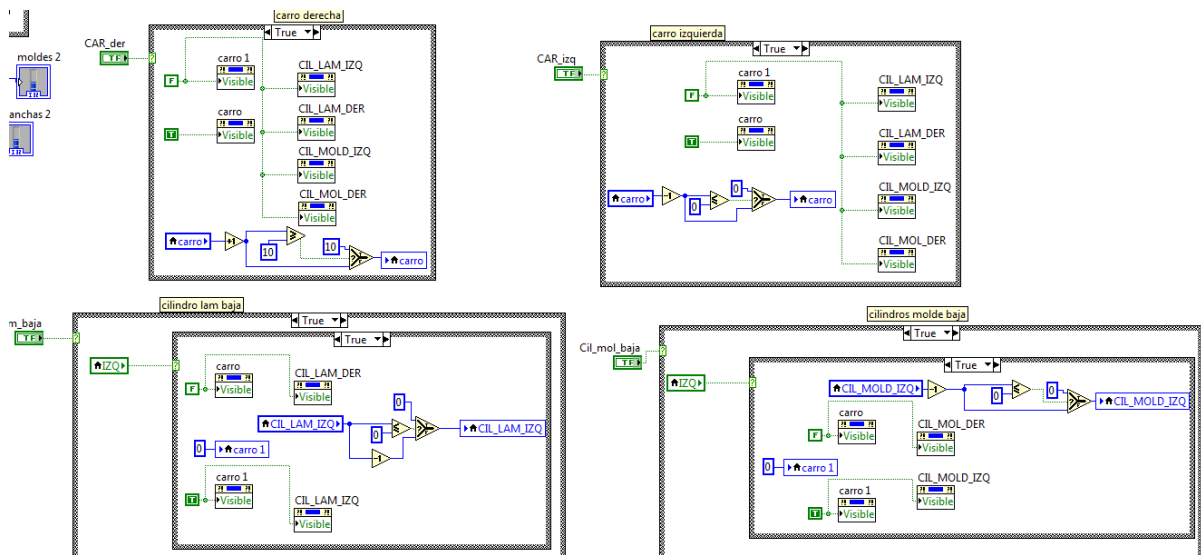 carro derecha
True
CAR_der
TF
moldes 2
anchas 2
F
carro 1
Visible
CIL_LAM_IZQ
Visible
T
carro
Visible
CIL_LAM_DER
Visible
CIL_MOLD_IZQ
Visible
CIL_MOL_DER
Visible
carro
+1
10
10
carro
carro izquierda
True
CAR_izq
TF
F
carro 1
Visible
CIL_LAM_IZQ
Visible
T
carro
Visible
CIL_LAM_DER
Visible
CIL_MOLD_IZQ
Visible
CIL_MOL_DER
Visible
carro
-1
0
0
carro
cilindro lam baja
True
m_baja
TF
True
IZQ
F
carro
Visible
CIL_LAM_DER
Visible
CIL_LAM_IZQ
0
0
-1
CIL_LAM_IZQ
0
carro 1
T
carro 1
Visible
CIL_LAM_IZQ
Visible
cilindros molde baja
True
Cil_mol_baja
TF
True
IZQ
CIL_MOLD_IZQ
-1
0
0
CIL_MOLD_IZQ
F
carro
Visible
CIL_MOL_DER
Visible
0
carro 1
T
carro 1
Visible
CIL_MOLD_IZQ
Visible